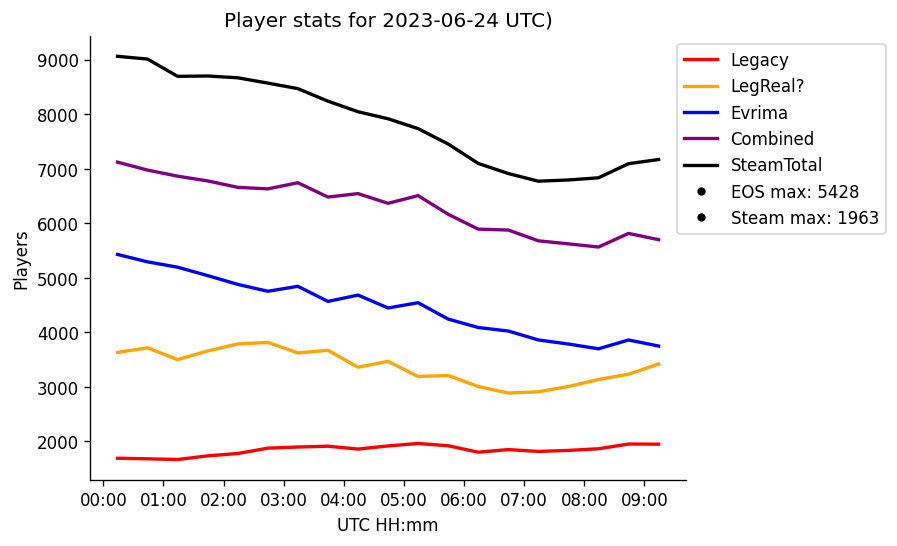 Player stats for 2023-06-24 UTC)
Players
9000
8000
7000
6000
5000
4000
3000
2000
00:00 01:00 02:00 03:00 04:00 05:00 06:00 07:00 08:00 09:00
UTC HH:mm
Legacy
LegReal?
Evrima
Combined
SteamTotal
EOS max: 5428
Steam max: 1963